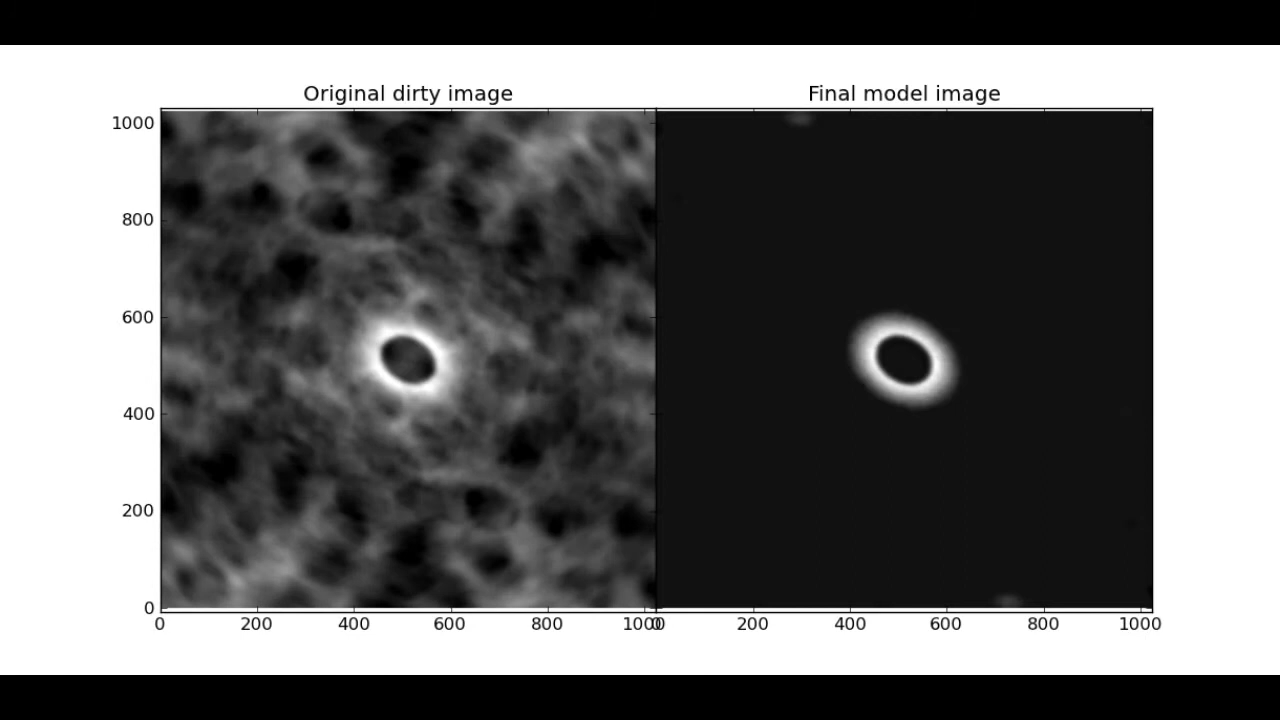 Original dirty image
Final model image
1000
800
600
400
200
0
0 200 400 600 800 1000
0 200 400 600 800 1000